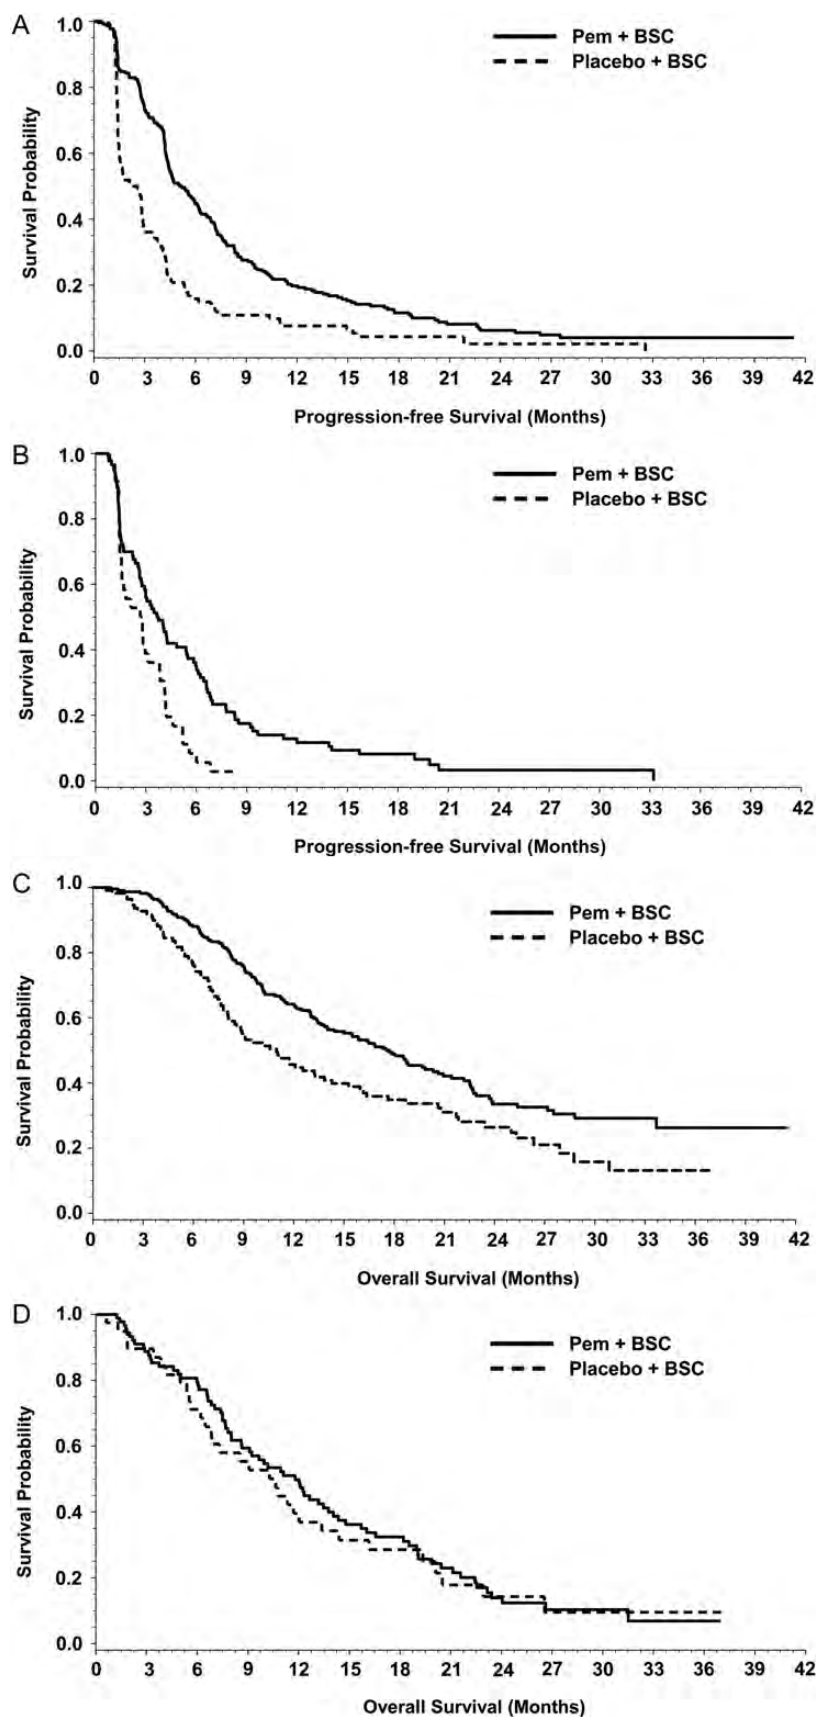 A
Pem + BSC
Placebo + BSC
Survival Probability
1.0
0.8
0.6
0.4
0.2
0.0
0 3 6 9 12 15 18 21 24 27 30 33 36 39 42
Progression-free Survival (Months)
B
Pem + BSC
Placebo + BSC
Survival Probability
1.0
0.8
0.6
0.4
0.2
0.0
0 3 6 9 12 15 18 21 24 27 30 33 36 39 42
Progression-free Survival (Months)
C
Pem + BSC
Placebo + BSC
Survival Probability
1.0
0.8
0.6
0.4
0.2
0.0
0 3 6 9 12 15 18 21 24 27 30 33 36 39 42
Overall Survival (Months)
D
Pem + BSC
Placebo + BSC
Survival Probability
1.0
0.8
0.6
0.4
0.2
0.0
0 3 6 9 12 15 18 21 24 27 30 33 36 39 42
Overall Survival (Months)